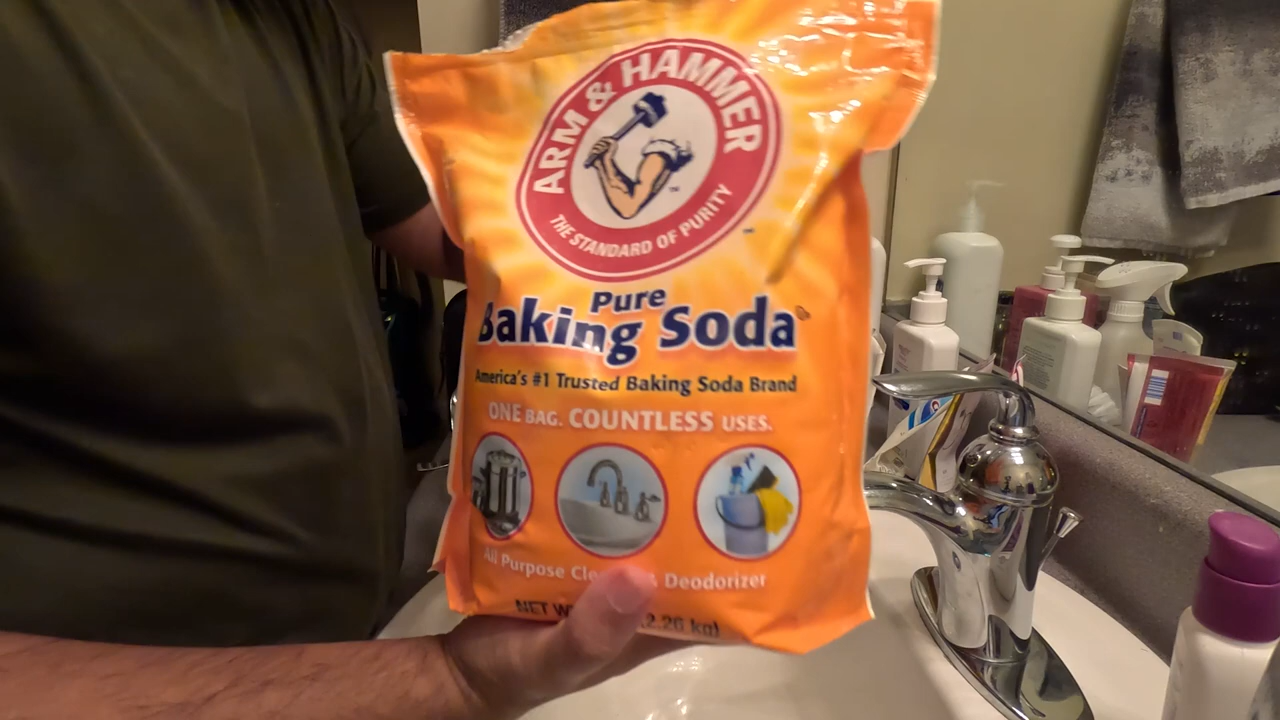 ARM & HAMMER
THE STANDARD OF PURITY
Pure
Baking Soda
America's #1 Trusted Baking Soda Brand
ONE BAG. COUNTLESS USES.
All Purpose & Deodorizer
NET (2.26 kg)